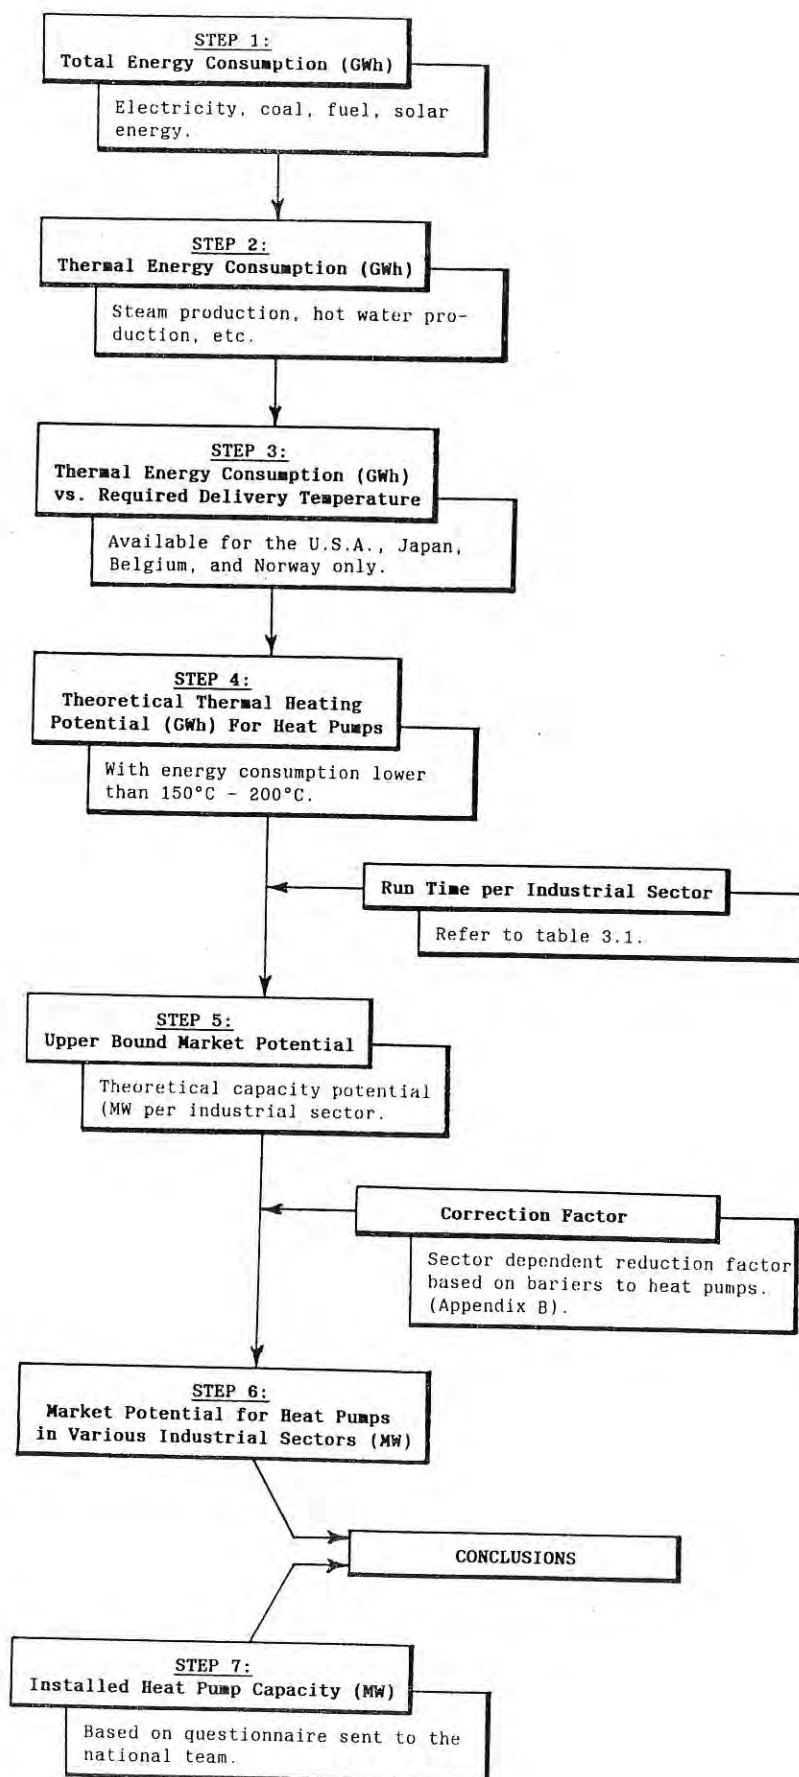 STEP 1:
Total Energy Consumption (GWh)
Electricity, coal, fuel, solar
energy.
STEP 2:
Thermal Energy Consumption (GWh)
Steam production, hot water pro-
duction, etc.
STEP 3:
Thermal Energy Consumption (GWh)
vs. Required Delivery Temperature
Available for the U.S.A., Japan,
Belgium, and Norway only.
STEP 4:
Theoretical Thermal Heating
Potential (GWh) For Heat Pumps
With energy consumption lower
than 150°C - 200°C.
Run Time per Industrial Sector
Refer to table 3.1.
STEP 5:
Upper Bound Market Potential
Theoretical capacity potential
(MW per industrial sector.
Correction Factor
Sector dependent reduction factor
based on bariers to heat pumps.
(Appendix B).
STEP 6:
Market Potential for Heat Pumps
in Various Industrial Sectors (MW)
CONCLUSIONS
STEP 7:
Installed Heat Pump Capacity (MW)
Based on questionnaire sent to the
national team.